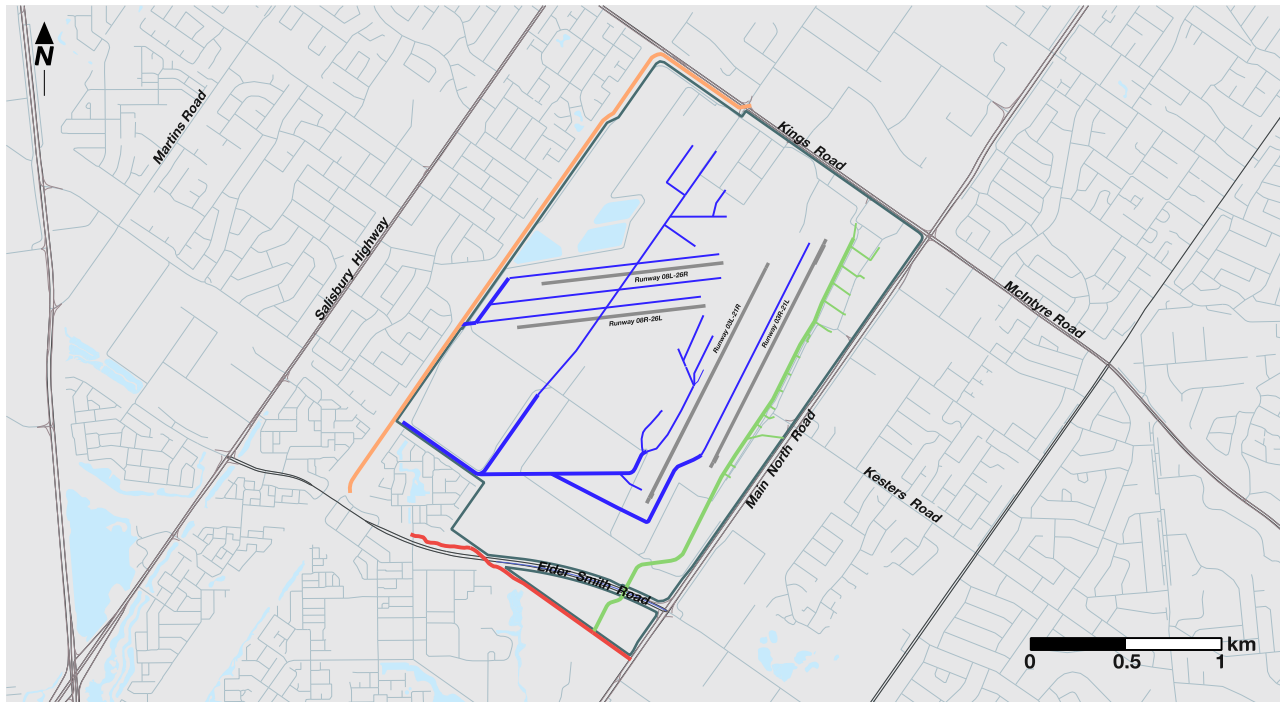 N
Martins Road
Kings Road
Salisbury Highway
Runway 08L-26R
Runway 08R-26L
Runway 03L-21R
Runway 03R-21L
McIntyre Road
Main North Road
Kesters Road
Elder Smith Road
km
0 0.5 1